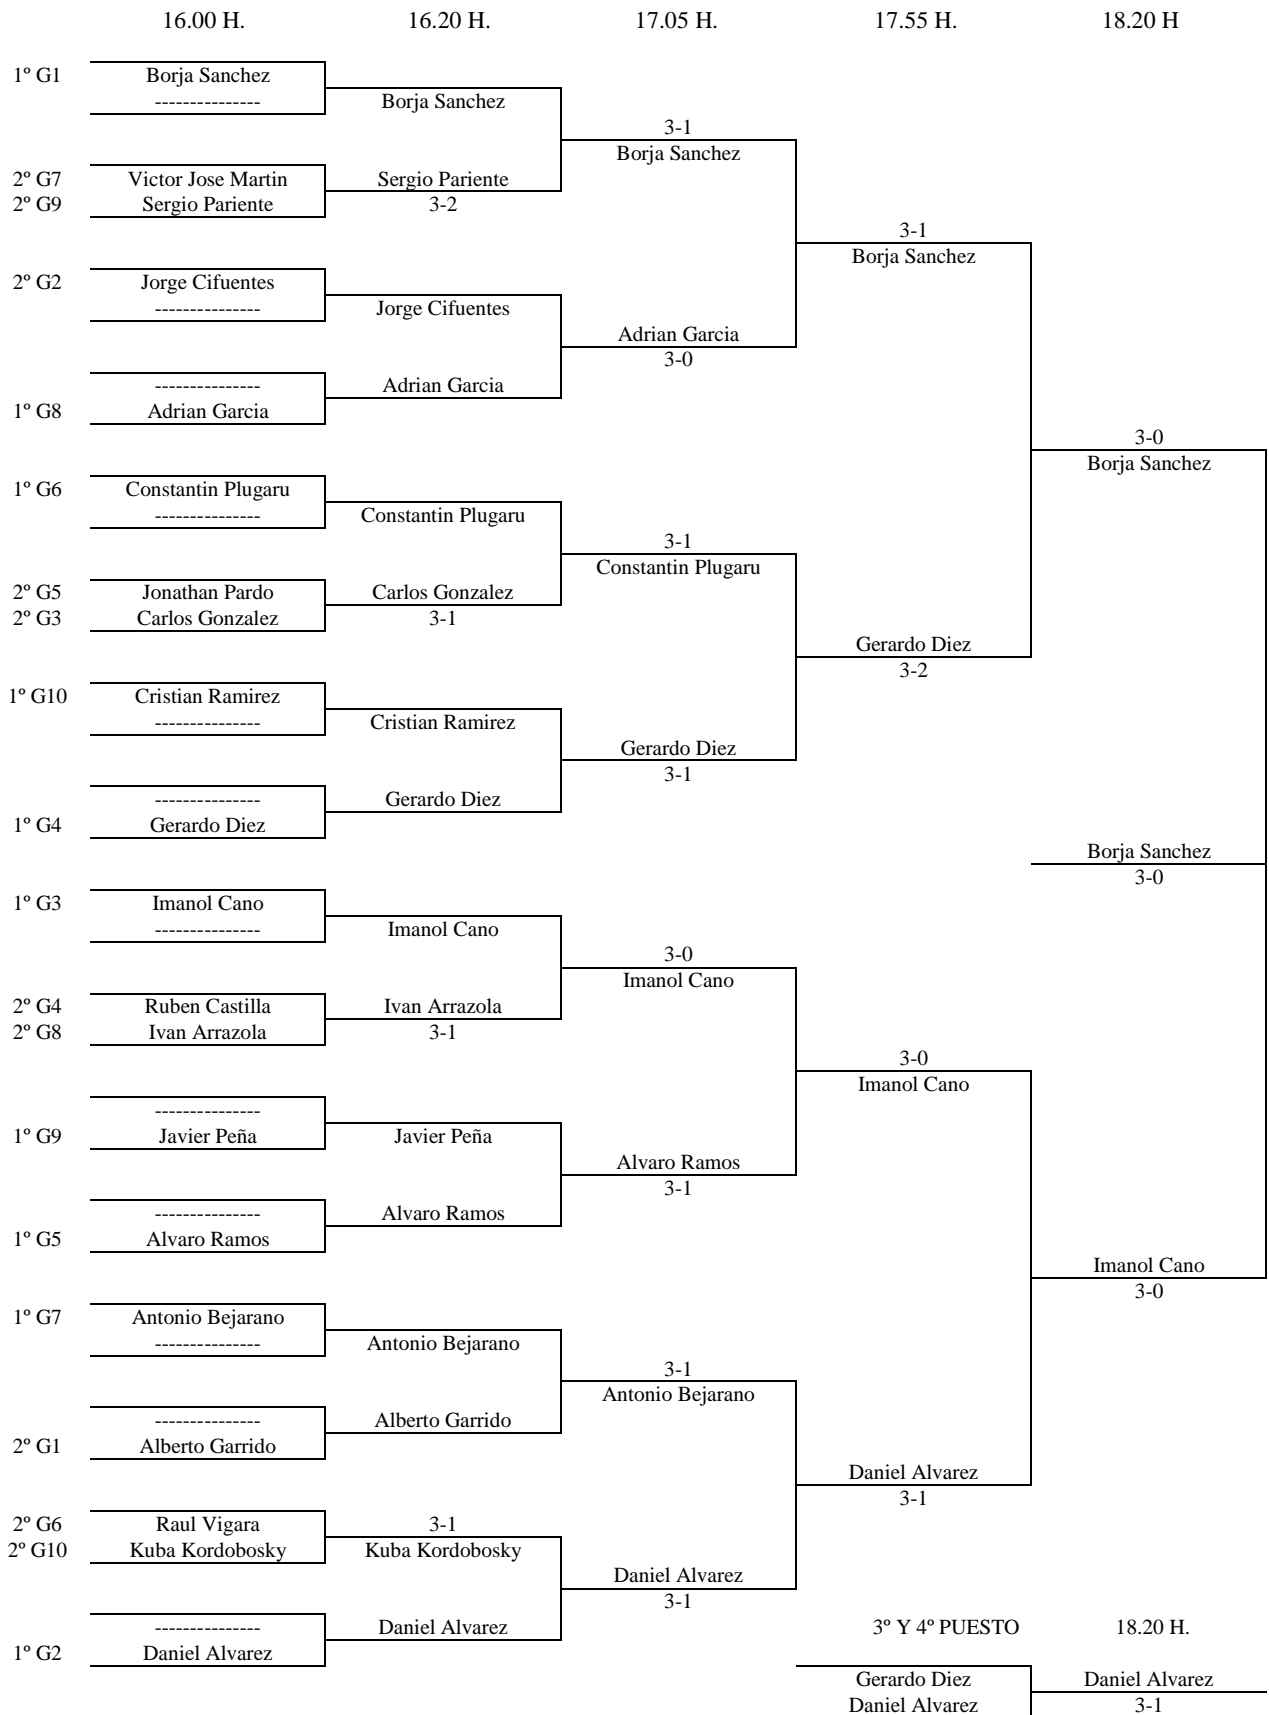 16.00 H. 16.20 H. 17.05 H. 17.55 H. 18.20 H
1º G1 Borja Sanchez
--------------- Borja Sanchez
3-1
Borja Sanchez
2º G7 Victor Jose Martin Sergio Pariente
2º G9 Sergio Pariente 3-2
3-1
Borja Sanchez
2º G2 Jorge Cifuentes
--------------- Jorge Cifuentes
Adrian Garcia
3-0
--------------- Adrian Garcia
1º G8 Adrian Garcia
3-0
Borja Sanchez
1º G6 Constantin Plugaru
--------------- Constantin Plugaru
3-1
Constantin Plugaru
2º G5 Jonathan Pardo Carlos Gonzalez
2º G3 Carlos Gonzalez 3-1
Gerardo Diez
3-2
1º G10 Cristian Ramirez
--------------- Cristian Ramirez
Gerardo Diez
3-1
--------------- Gerardo Diez
1º G4 Gerardo Diez
Borja Sanchez
3-0
1º G3 Imanol Cano
--------------- Imanol Cano
3-0
Imanol Cano
2º G4 Ruben Castilla Ivan Arrazola
2º G8 Ivan Arrazola 3-1
3-0
Imanol Cano
---------------
1º G9 Javier Peña Javier Peña
Alvaro Ramos
3-1
--------------- Alvaro Ramos
1º G5 Alvaro Ramos
Imanol Cano
3-0
1º G7 Antonio Bejarano
--------------- Antonio Bejarano
3-1
Antonio Bejarano
--------------- Alberto Garrido
2º G1 Alberto Garrido
Daniel Alvarez
3-1
2º G6 Raul Vigara 3-1
2º G10 Kuba Kordobosky Kuba Kordobosky
Daniel Alvarez
3-1
--------------- Daniel Alvarez 3º Y 4º PUESTO 18.20 H.
1º G2 Daniel Alvarez
Gerardo Diez Daniel Alvarez
Daniel Alvarez 3-1